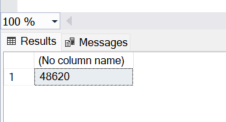 100 %
Results Messages
(No column name)
1 48620